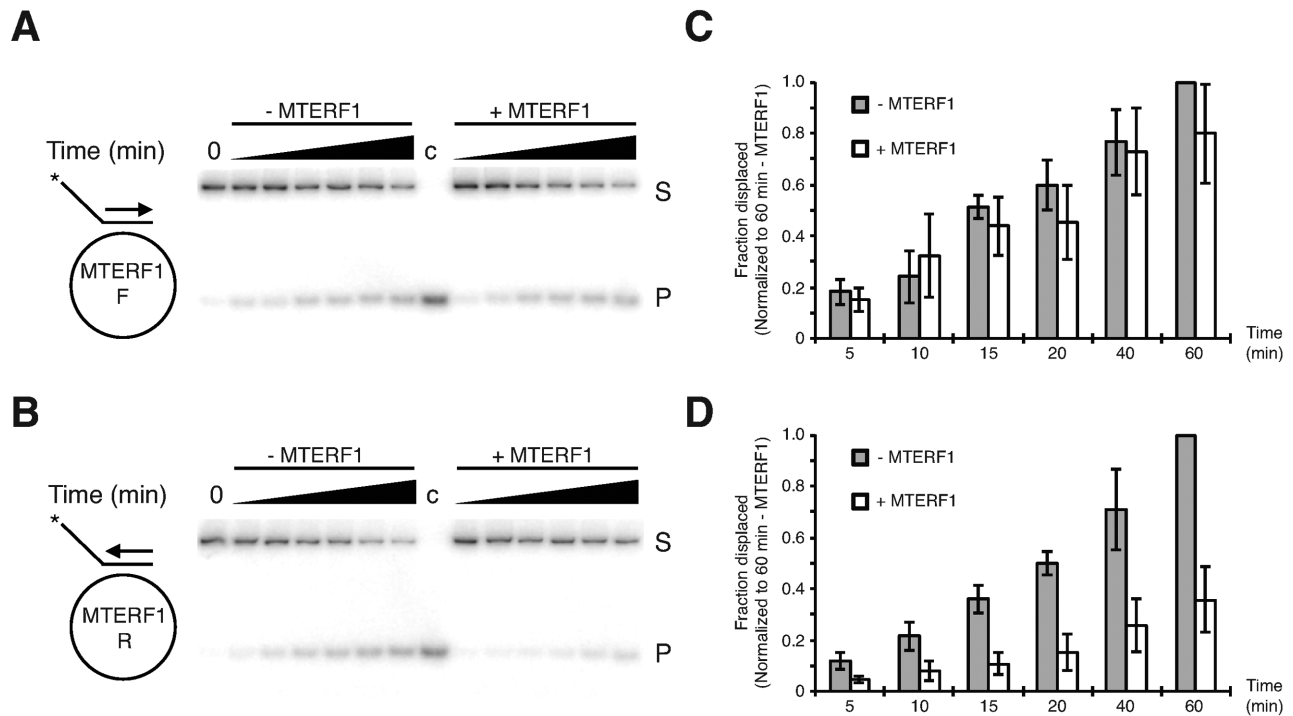 A
- MTERF1
+ MTERF1
Time (min)
0
c
*
S
MTERF1
F
P
B
- MTERF1
+ MTERF1
Time (min)
0
c
*
S
MTERF1
R
P
C
Fraction displaced
(Normalized to 60 min - MTERF1)
1.0
0.8
0.6
0.4
0.2
0
- MTERF1
+ MTERF1
5 10 15 20 40 60
Time
(min)
D
Fraction displaced
(Normalized to 60 min - MTERF1)
1.0
0.8
0.6
0.4
0.2
0
- MTERF1
+ MTERF1
5 10 15 20 40 60
Time
(min)